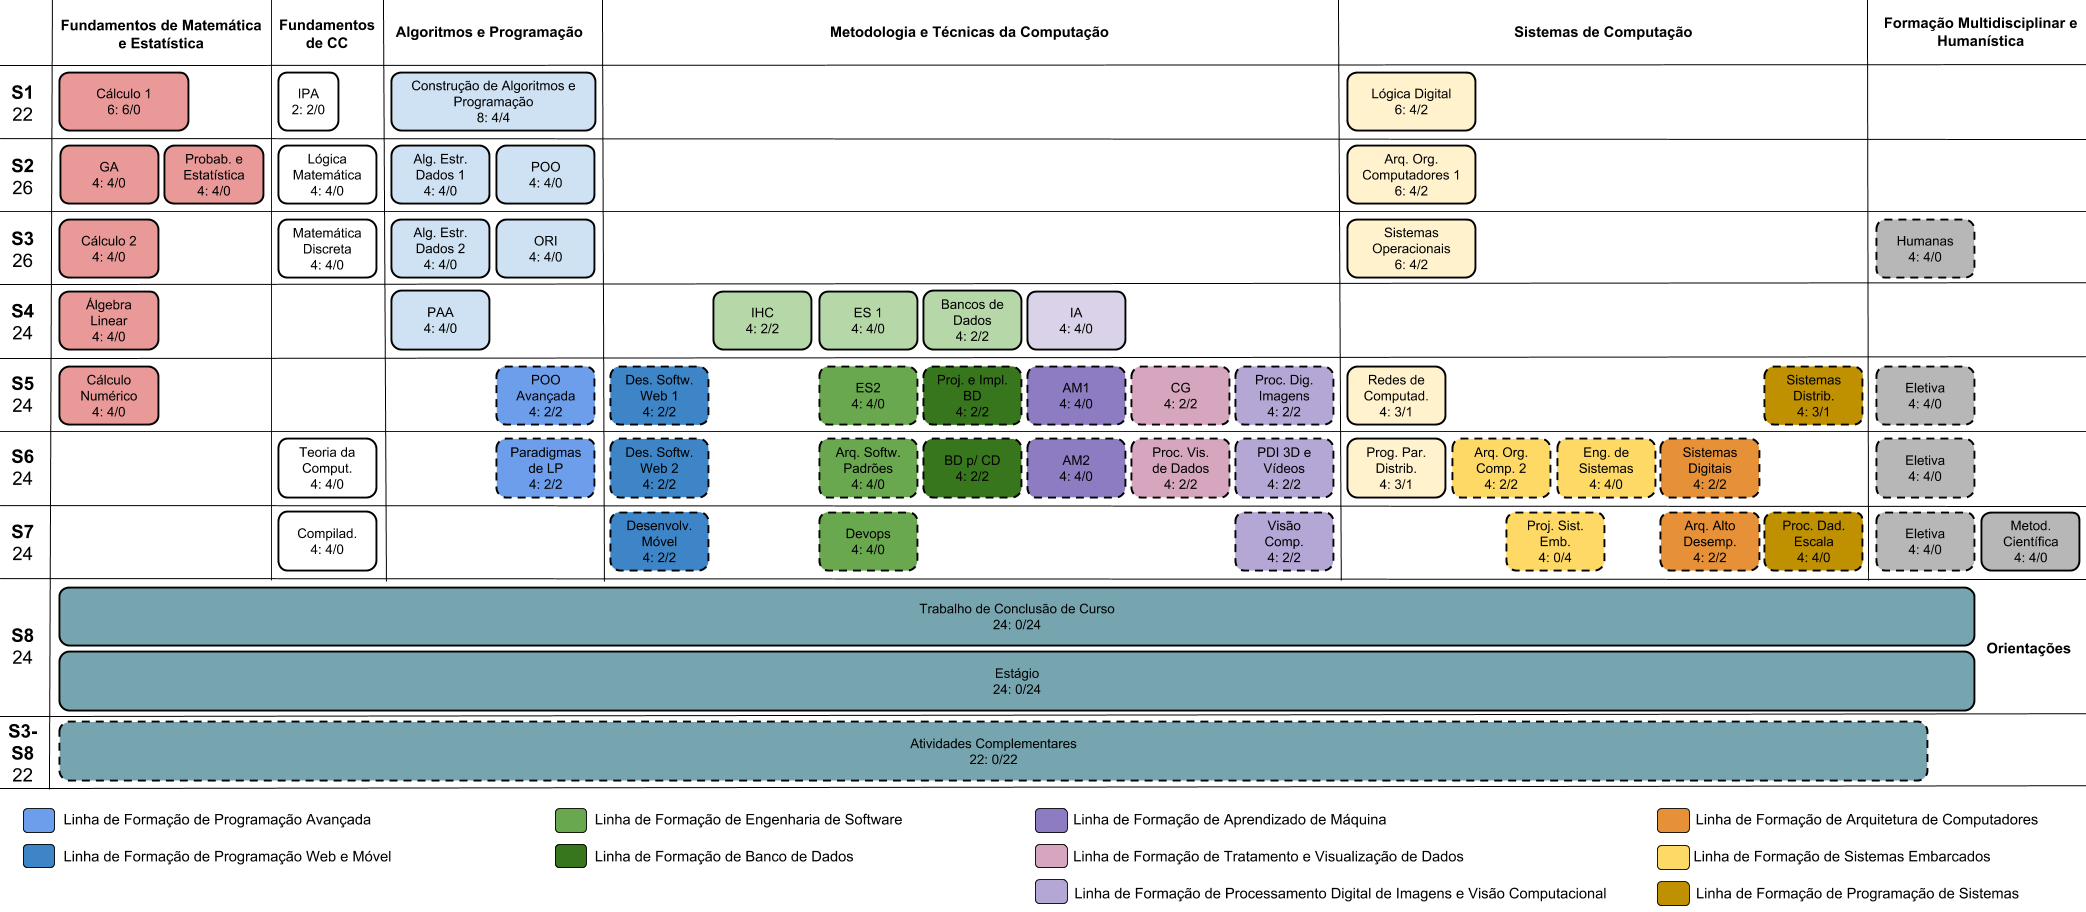 Fundamentos de Matemática
e Estatística
Fundamentos
de CC
Algoritmos e Programação
Metodologia e Técnicas da Computação
Sistemas de Computação
Formação Multidisciplinar e
Humanística
S1
22
Cálculo 1
6: 6/0
IPA
2: 2/0
Construção de Algoritmos e
Programação
8: 4/4
Lógica Digital
6: 4/2
S2
26
GA
4: 4/0
Probab. e
Estatística
4: 4/0
Lógica
Matemática
4: 4/0
Alg. Estr.
Dados 1
4: 4/0
POO
4: 4/0
Arq. Org.
Computadores 1
6: 4/2
S3
26
Cálculo 2
4: 4/0
Matemática
Discreta
4: 4/0
Alg. Estr.
Dados 2
4: 4/0
ORI
4: 4/0
Sistemas
Operacionais
6: 4/2
Humanas
4: 4/0
S4
24
Álgebra
Linear
4: 4/0
PAA
4: 4/0
IHC
4: 2/2
ES 1
4: 4/0
Bancos de
Dados
4: 2/2
IA
4: 4/0
S5
24
Cálculo
Numérico
4: 4/0
POO
Avançada
4: 2/2
Des. Softw.
Web 1
4: 2/2
ES2
4: 4/0
Proj. e Impl.
BD
4: 2/2
AM1
4: 4/0
CG
4: 2/2
Proc. Dig.
Imagens
4: 2/2
Redes de
Computad.
4: 3/1
Sistemas
Distrib.
4: 3/1
Eletiva
4: 4/0
S6
24
Teoria da
Comput.
4: 4/0
Paradigmas
de LP
4: 2/2
Des. Softw.
Web 2
4: 2/2
Arq. Softw.
Padrões
4: 4/0
BD p/ CD
4: 2/2
AM2
4: 4/0
Proc. Vis.
de Dados
4: 2/2
PDI 3D e
Vídeos
4: 2/2
Prog. Par.
Distrib.
4: 3/1
Arq. Org.
Comp. 2
4: 2/2
Eng. de
Sistemas
4: 4/0
Sistemas
Digitais
4: 2/2
Eletiva
4: 4/0
S7
24
Compilad.
4: 4/0
Desenvolv.
Móvel
4: 2/2
Devops
4: 4/0
Visão
Comp.
4: 2/2
Proj. Sist.
Emb.
4: 0/4
Arq. Alto
Desemp.
4: 2/2
Proc. Dad.
Escala
4: 4/0
Eletiva
4: 4/0
Metod.
Científica
4: 4/0
S8
24
Trabalho de Conclusão de Curso
24: 0/24
Estágio
24: 0/24
Orientações
S3-
S8
22
Atividades Complementares
22: 0/22
Linha de Formação de Programação Avançada
Linha de Formação de Engenharia de Software
Linha de Formação de Aprendizado de Máquina
Linha de Formação de Arquitetura de Computadores
Linha de Formação de Programação Web e Móvel
Linha de Formação de Banco de Dados
Linha de Formação de Tratamento e Visualização de Dados
Linha de Formação de Sistemas Embarcados
Linha de Formação de Processamento Digital de Imagens e Visão Computacional
Linha de Formação de Programação de Sistemas